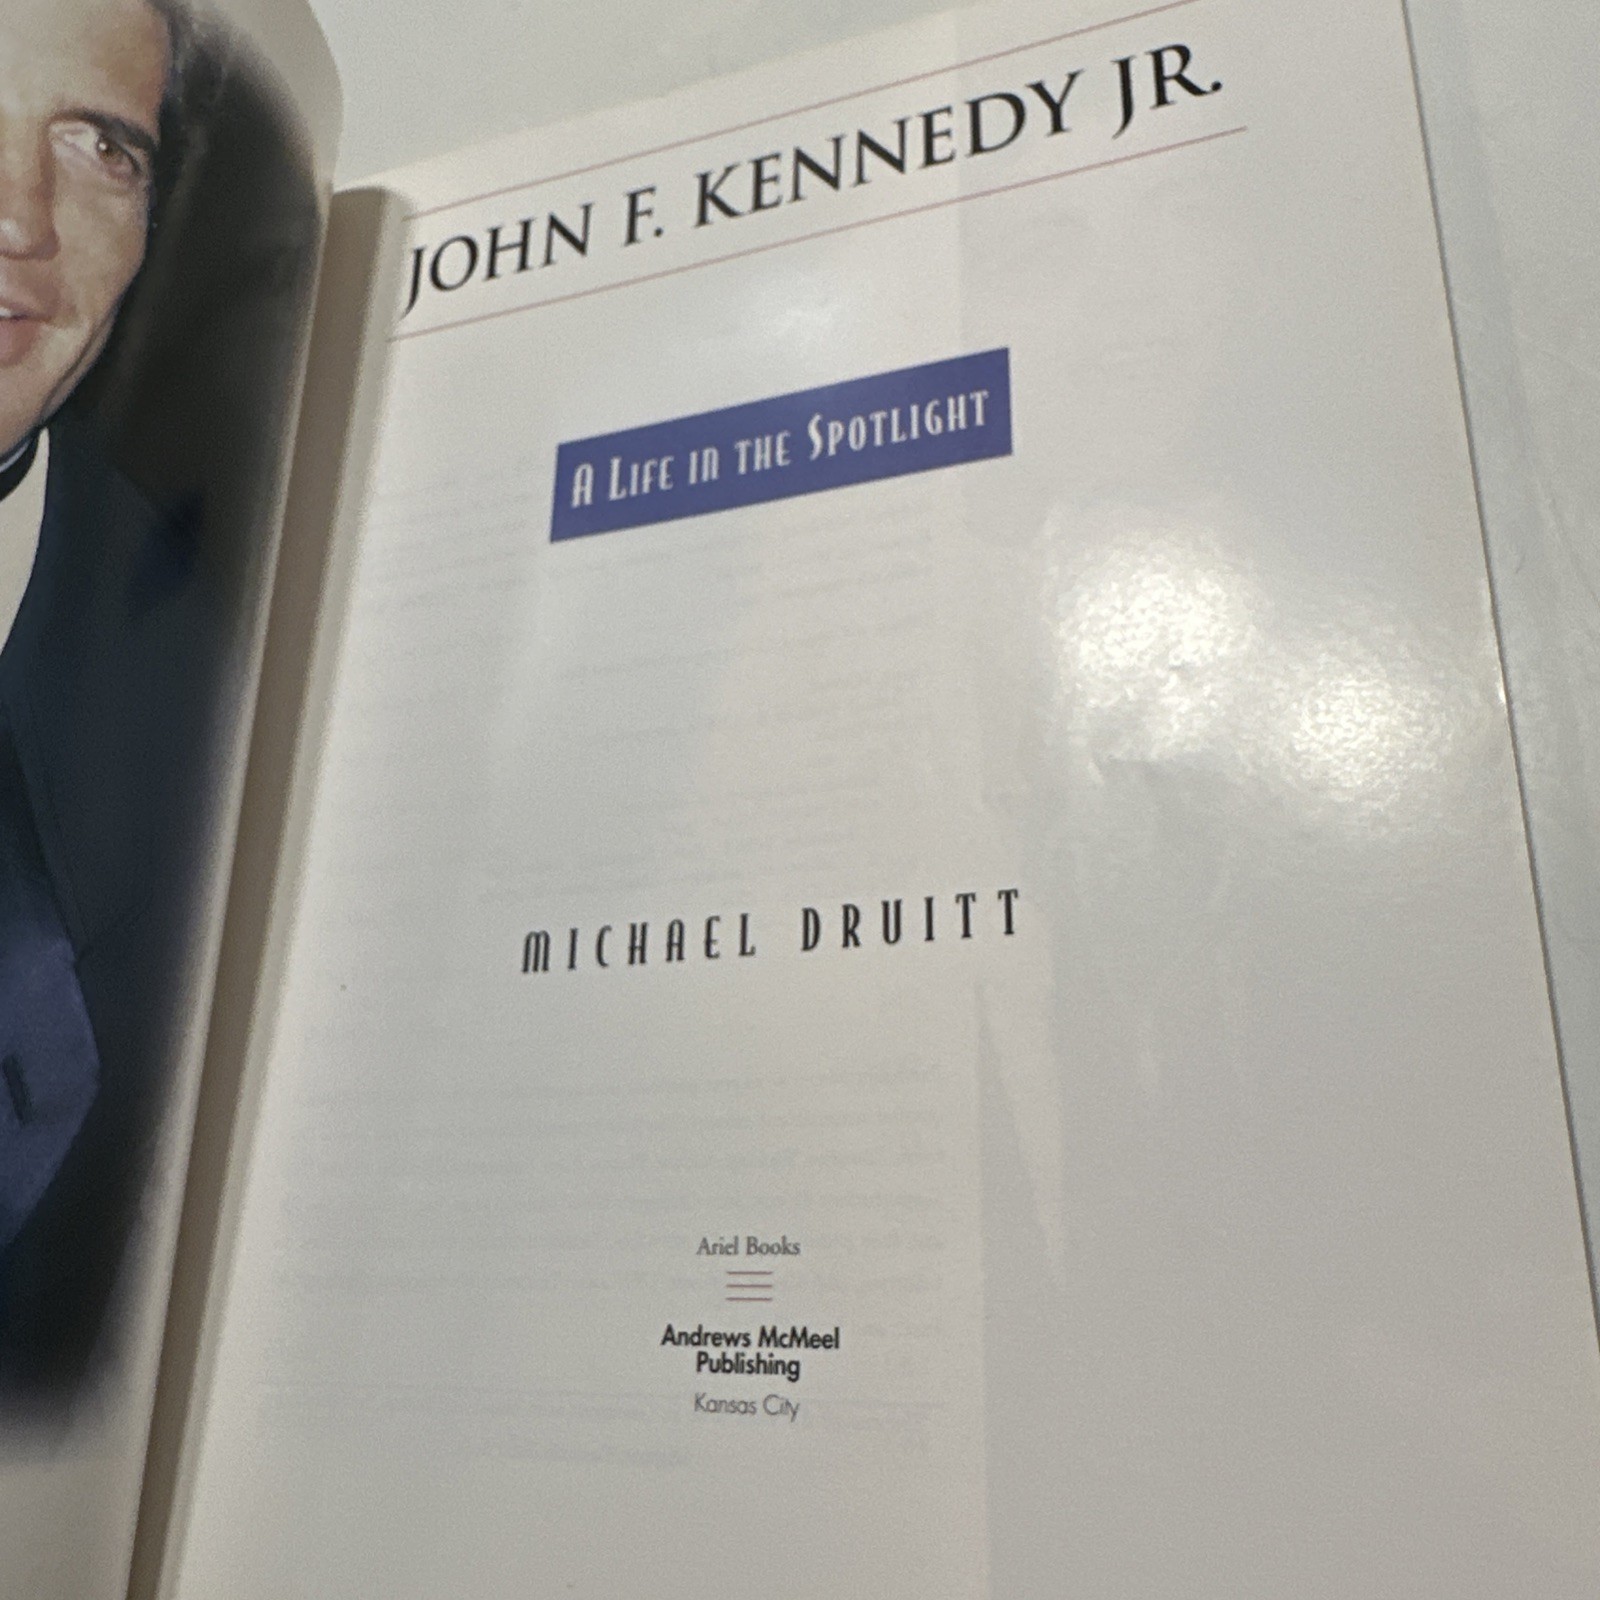 JOHN F. KENNEDY JR.
A LIFE IN THE SPOTLIGHT
MICHAEL DRUITT
Ariel Books
Andrews McMeel
Publishing
Kansas City